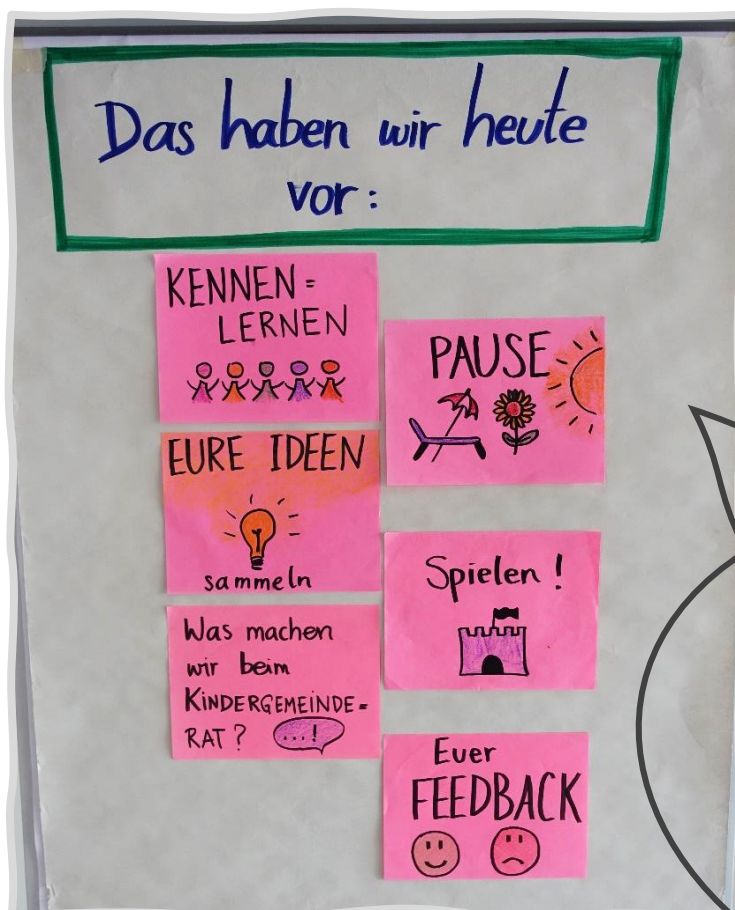 Das haben wir heute
vor:
KENNEN=
LERNEN
EURE IDEEN
sammeln
Was machen
wir beim
KINDERGEMEINDE=
RAT?
...!
PAUSE
Spielen!
Euer
FEEDBACK